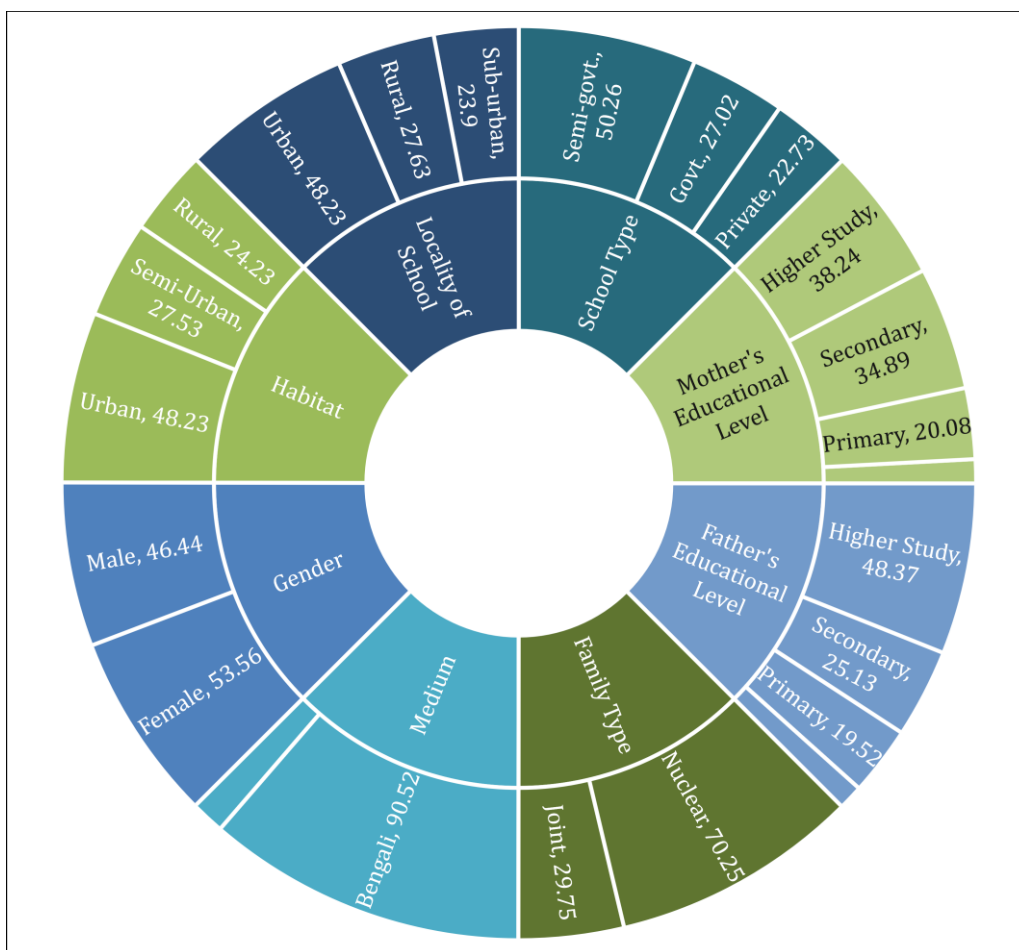 School Type
Semi-govt.,
50.26
Govt., 27.02
Private, 22.73
Mother's
Educational
Level
Higher Study,
38.24
Secondary,
34.89
Primary, 20.08
Father's
Educational
Level
Higher Study,
48.37
Secondary,
25.13
Primary, 19.52
Family Type
Nuclear, 70.25
Joint, 29.75
Medium
Bengali, 90.52
Gender
Female, 53.56
Male, 46.44
Habitat
Urban, 48.23
Semi-Urban,
27.53
Rural, 24.23
Locality of
School
Urban, 48.23
Rural, 27.63
Sub-urban,
23.9